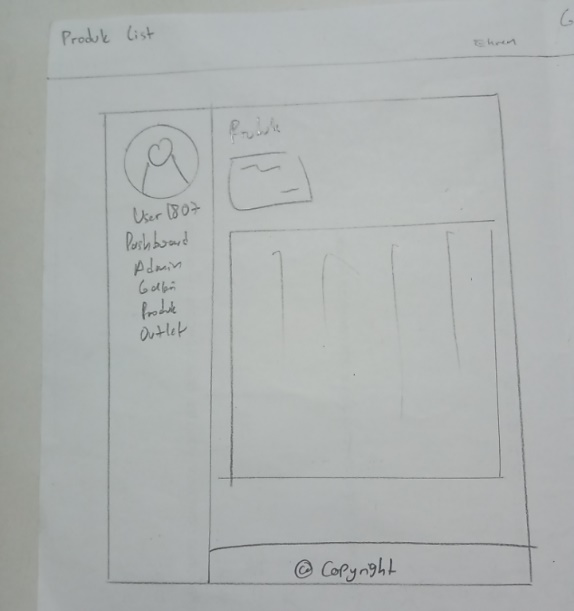 Produk List
Produk
User 1807
Dashboard
Admin
Produk
Outlet
© Copyright